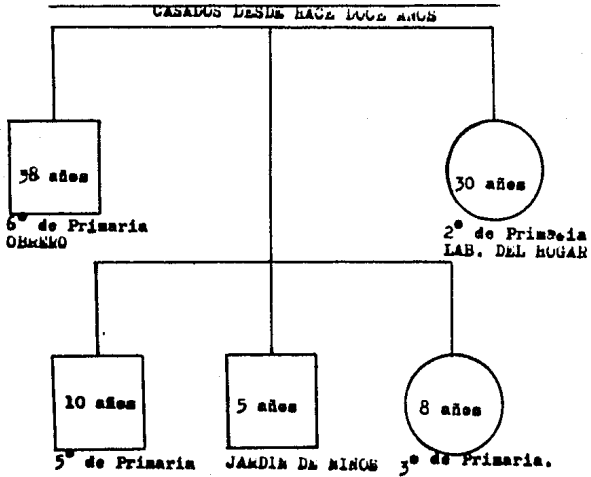 CASADOS DESDE HACE DOCE AÑOS
38 años
6° de Primaria
OBRERO
30 años
2° de Primaria
LAB. DEL HOGAR
10 años
5° de Primaria
5 años
JARDIN DE NIÑOS
8 años
3° de Primaria.